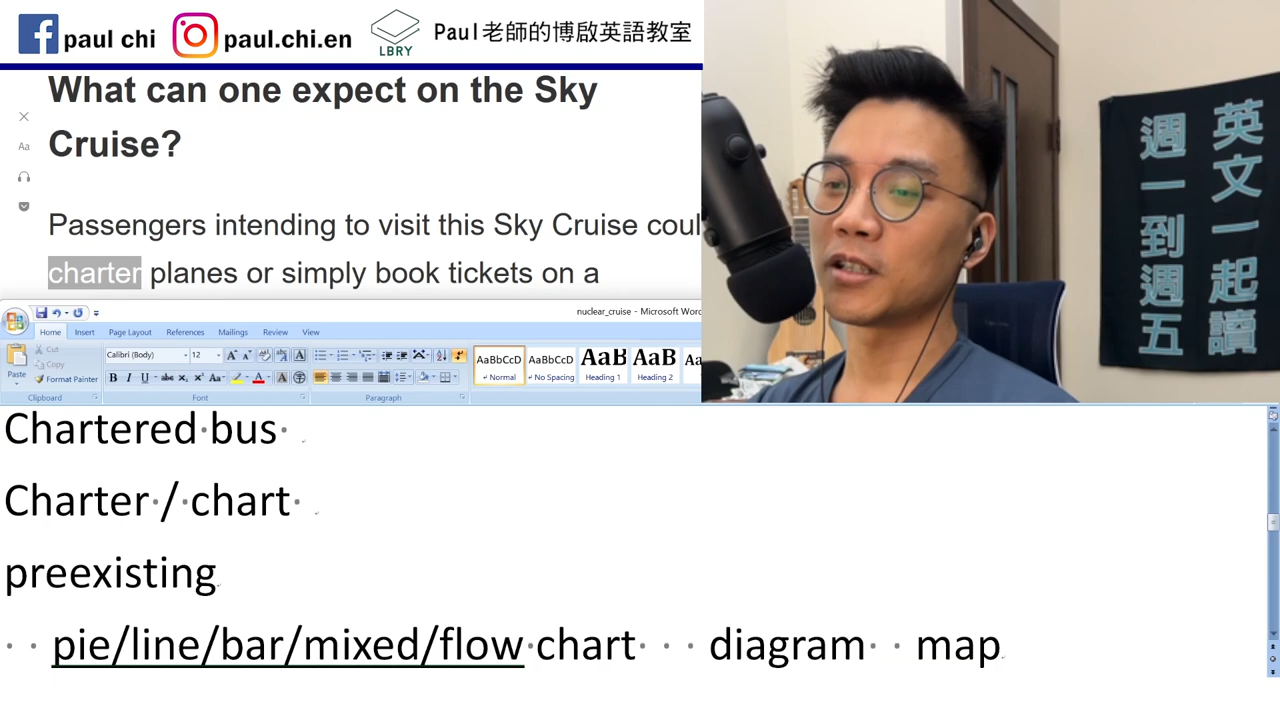 paul chi
paul.chi.en
LBRY
Paul老師的博啟英語教室
What can one expect on the Sky
Cruise?
Aa
Passengers intending to visit this Sky Cruise coul
charter planes or simply book tickets on a
nuclear_cruise - Microsoft Word
Home Insert Page Layout References Mailings Review View
Cut
Copy
Format Painter
Paste
Calibri (Body) 12
AaBbCcD AaBbCcD AaB AaB Aa
Normal No Spacing Heading 1 Heading 2
Clipboard Font Paragraph
英文一起讀
週一到週五
Chartered bus
Charter / chart
preexisting
pie/line/bar/mixed/flow chart diagram map